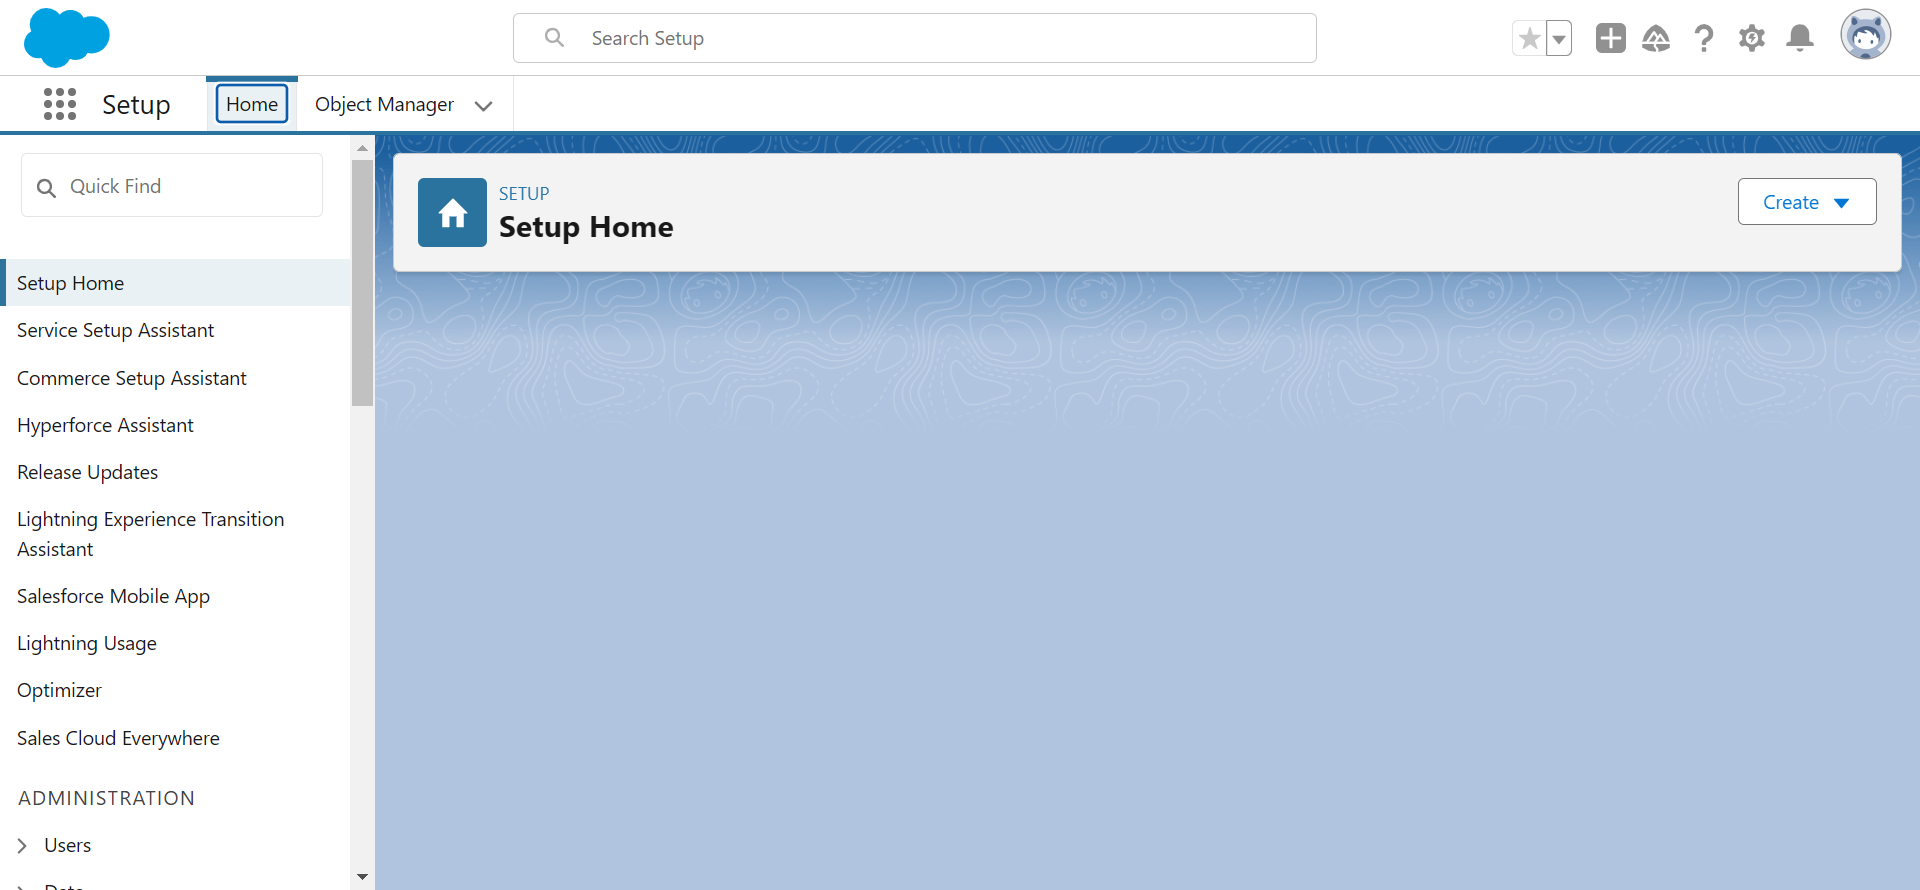 Search Setup
Setup
Home
Object Manager
Quick Find
Setup Home
Service Setup Assistant
Commerce Setup Assistant
Hyperforce Assistant
Release Updates
Lightning Experience Transition
Assistant
Salesforce Mobile App
Lightning Usage
Optimizer
Sales Cloud Everywhere
ADMINISTRATION
Users
Data
SETUP
Setup Home
Create